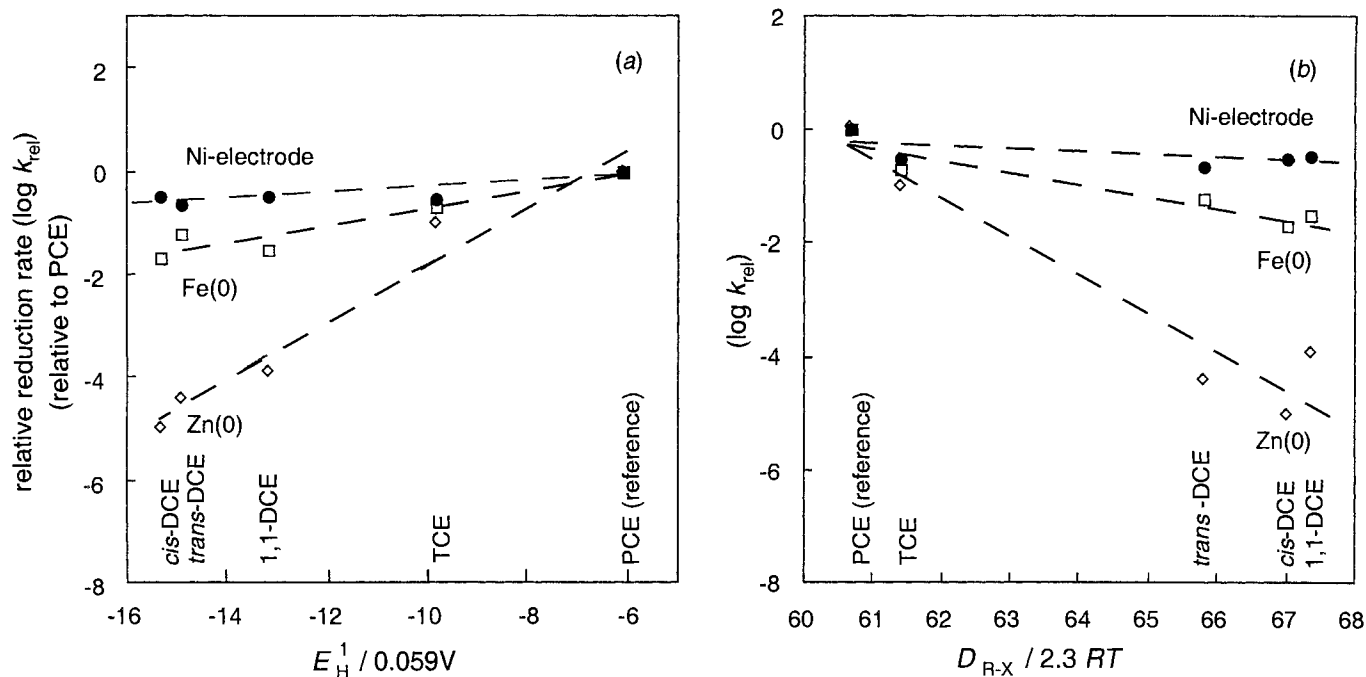 (a)
relative reduction rate (log k_rel)
(relative to PCE)
2
0
-2
-4
-6
-8
Ni-electrode
Fe(0)
Zn(0)
cis-DCE
trans-DCE
1,1-DCE
TCE
PCE (reference)
-16
-14
-12
-10
-8
-6
E_H^1 / 0.059V
(b)
(log k_rel)
2
0
-2
-4
-6
-8
Ni-electrode
Fe(0)
Zn(0)
PCE (reference)
TCE
trans -DCE
cis-DCE
1,1-DCE
60
61
62
63
64
65
66
67
68
D_R-X / 2.3 RT